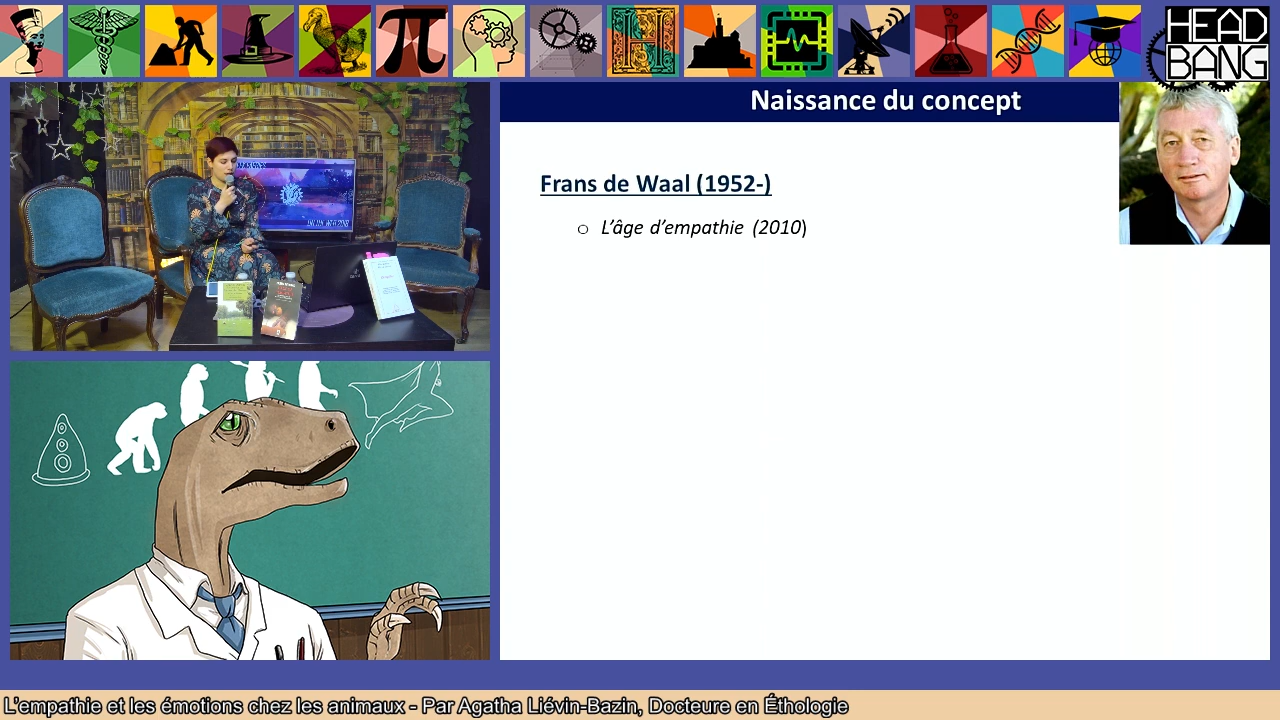 HEAD
BANG
Naissance du concept
Frans de Waal (1952-)
o L'âge d'empathie (2010)
L'empathie et les émotions chez les animaux - Par Agatha Liévin-Bazin, Docteure en Éthologie